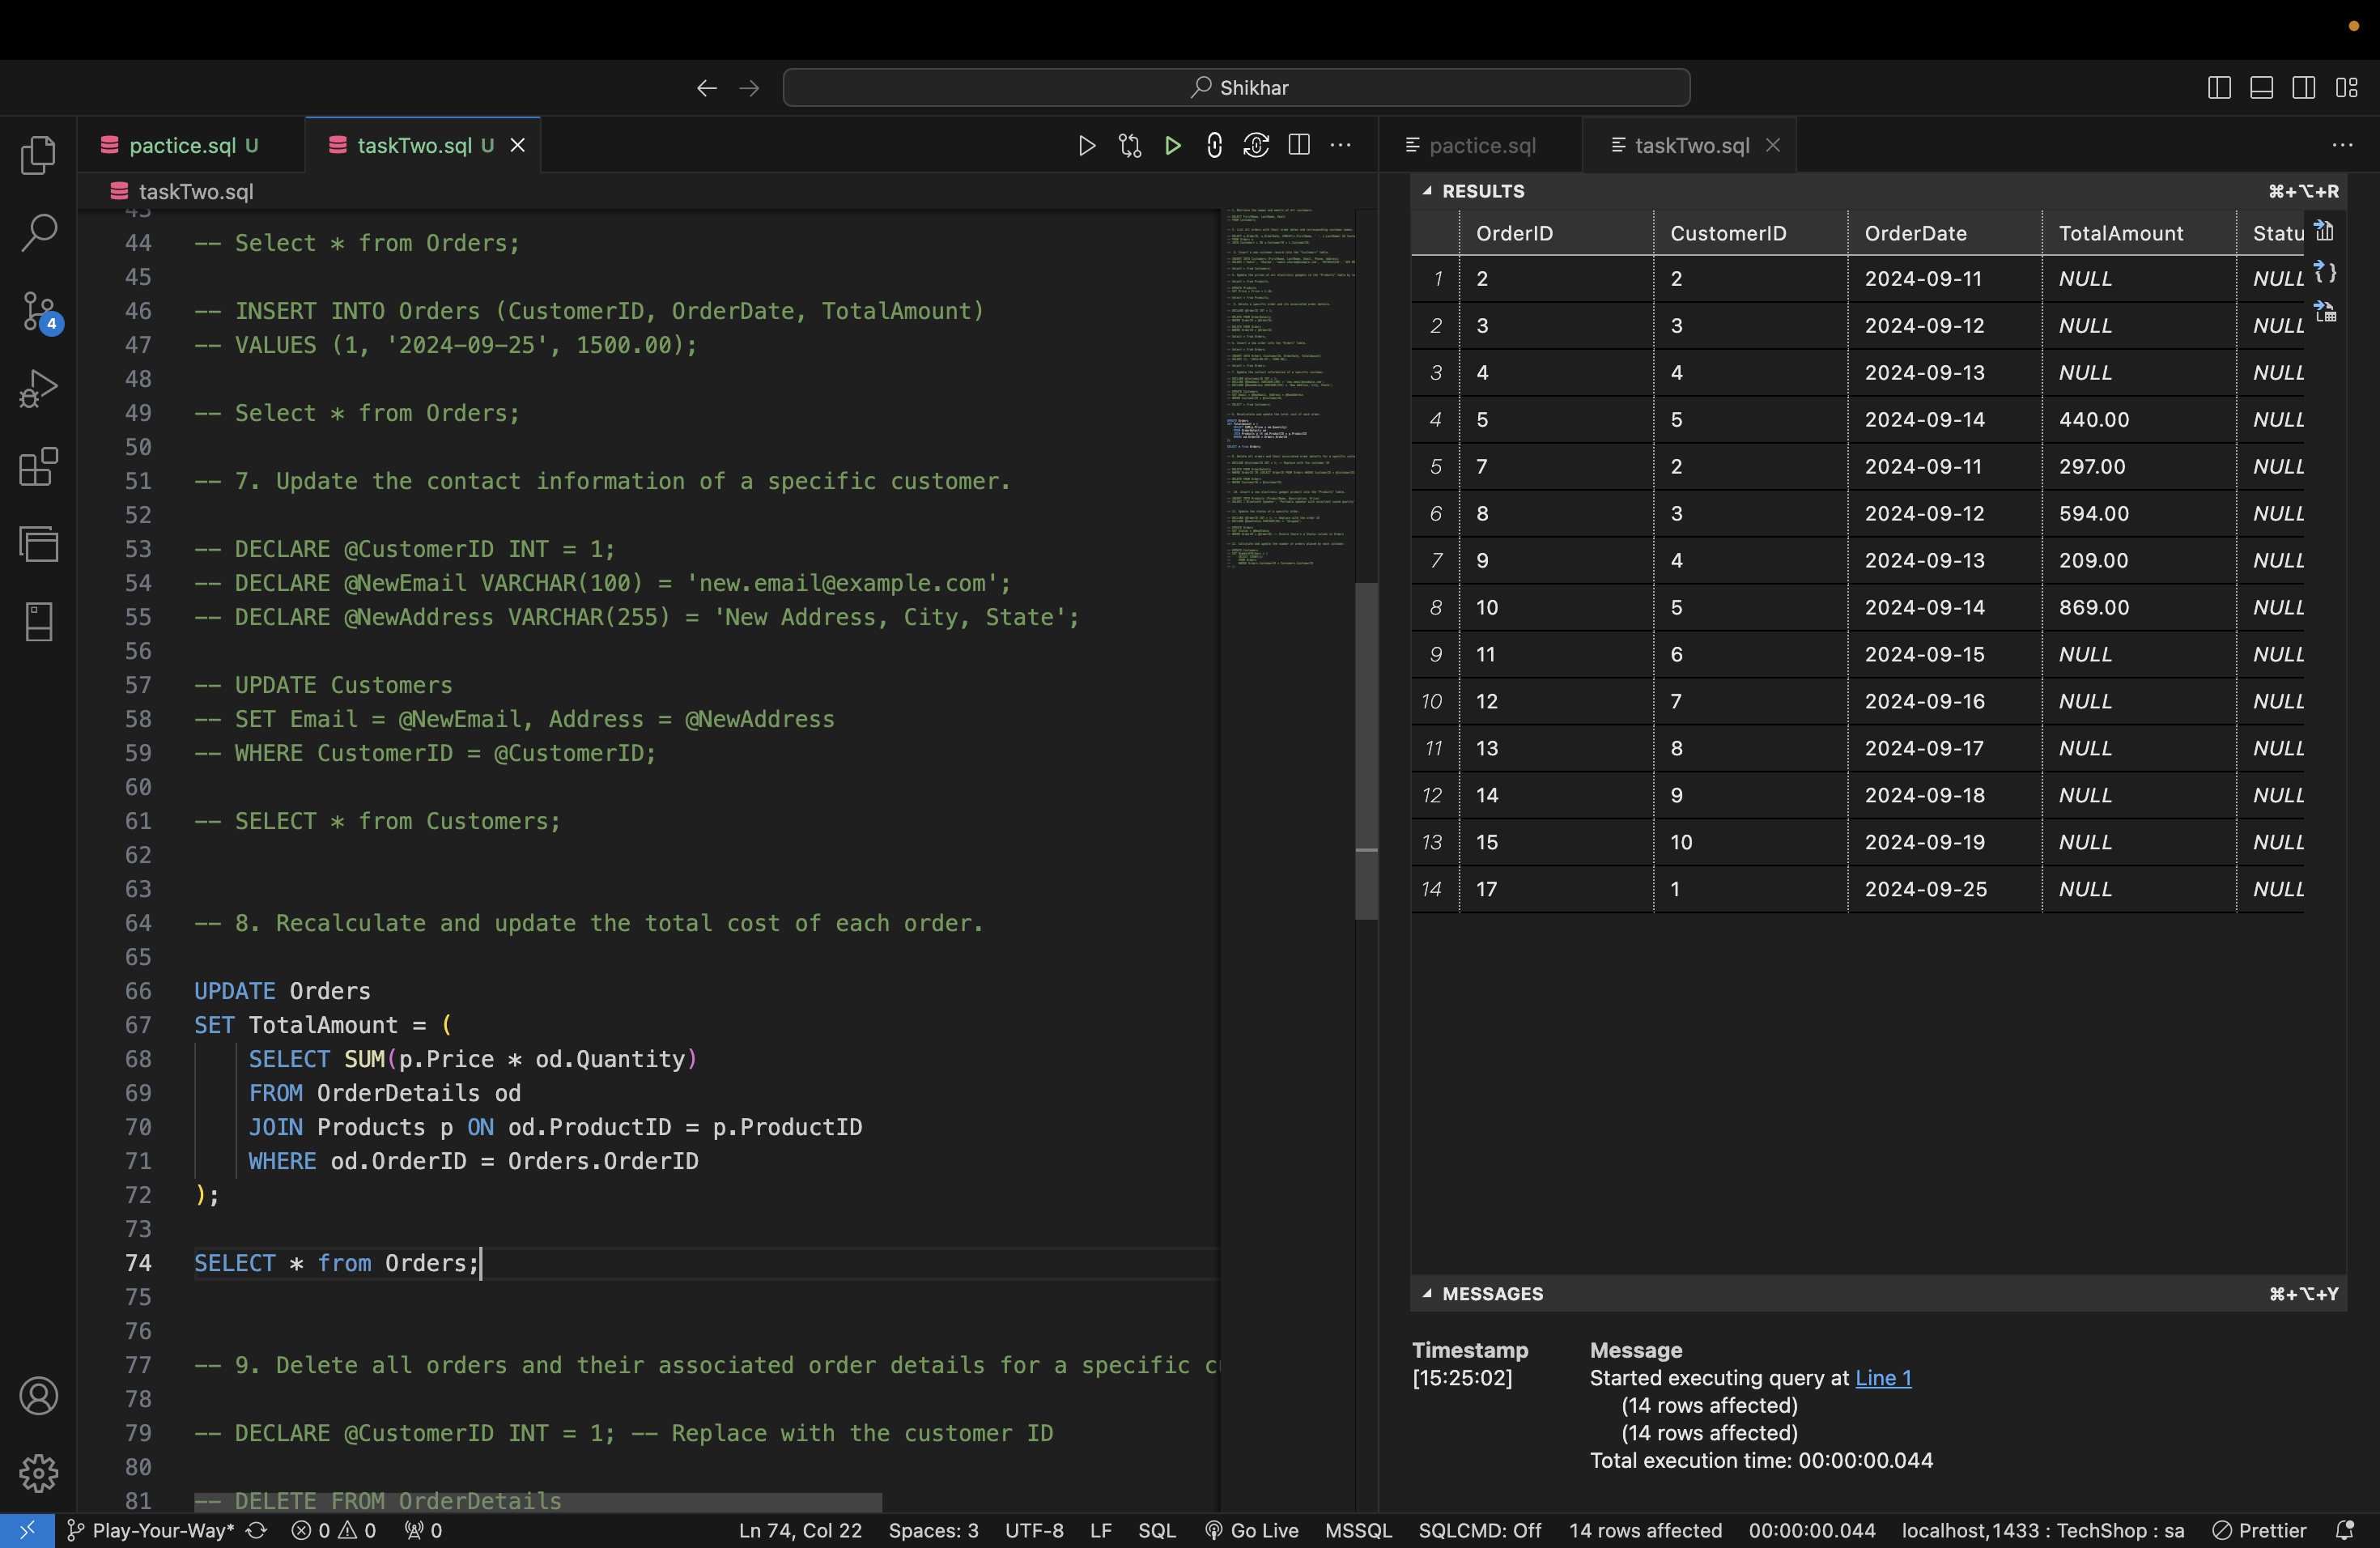 Shikhar
pactice.sql U
taskTwo.sql U
pactice.sql
taskTwo.sql
taskTwo.sql
43
44 -- Select * from Orders;
45
46 -- INSERT INTO Orders (CustomerID, OrderDate, TotalAmount)
47 -- VALUES (1, '2024-09-25', 1500.00);
48
49 -- Select * from Orders;
50
51 -- 7. Update the contact information of a specific customer.
52
53 -- DECLARE @CustomerID INT = 1;
54 -- DECLARE @NewEmail VARCHAR(100) = 'new.email@example.com';
55 -- DECLARE @NewAddress VARCHAR(255) = 'New Address, City, State';
56
57 -- UPDATE Customers
58 -- SET Email = @NewEmail, Address = @NewAddress
59 -- WHERE CustomerID = @CustomerID;
60
61 -- SELECT * from Customers;
62
63
64 -- 8. Recalculate and update the total cost of each order.
65
66 UPDATE Orders
67 SET TotalAmount = (
68 SELECT SUM(p.Price * od.Quantity)
69 FROM OrderDetails od
70 JOIN Products p ON od.ProductID = p.ProductID
71 WHERE od.OrderID = Orders.OrderID
72 );
73
74 SELECT * from Orders;
75
76
77 -- 9. Delete all orders and their associated order details for a specific cu
78
79 -- DECLARE @CustomerID INT = 1; -- Replace with the customer ID
80
81 -- DELETE FROM OrderDetails
4
RESULTS ⌘+⌥+R
OrderID CustomerID OrderDate TotalAmount Statu
1 2 2 2024-09-11 NULL NULL
2 3 3 2024-09-12 NULL NULL
3 4 4 2024-09-13 NULL NULL
4 5 5 2024-09-14 440.00 NULL
5 7 2 2024-09-11 297.00 NULL
6 8 3 2024-09-12 594.00 NULL
7 9 4 2024-09-13 209.00 NULL
8 10 5 2024-09-14 869.00 NULL
9 11 6 2024-09-15 NULL NULL
10 12 7 2024-09-16 NULL NULL
11 13 8 2024-09-17 NULL NULL
12 14 9 2024-09-18 NULL NULL
13 15 10 2024-09-19 NULL NULL
14 17 1 2024-09-25 NULL NULL
MESSAGES ⌘+⌥+Y
Timestamp Message
[15:25:02] Started executing query at Line 1
(14 rows affected)
(14 rows affected)
Total execution time: 00:00:00.044
Play-Your-Way* 0 0 0 Ln 74, Col 22 Spaces: 3 UTF-8 LF SQL Go Live MSSQL SQLCMD: Off 14 rows affected 00:00:00.044 localhost,1433 : TechShop : sa Prettier